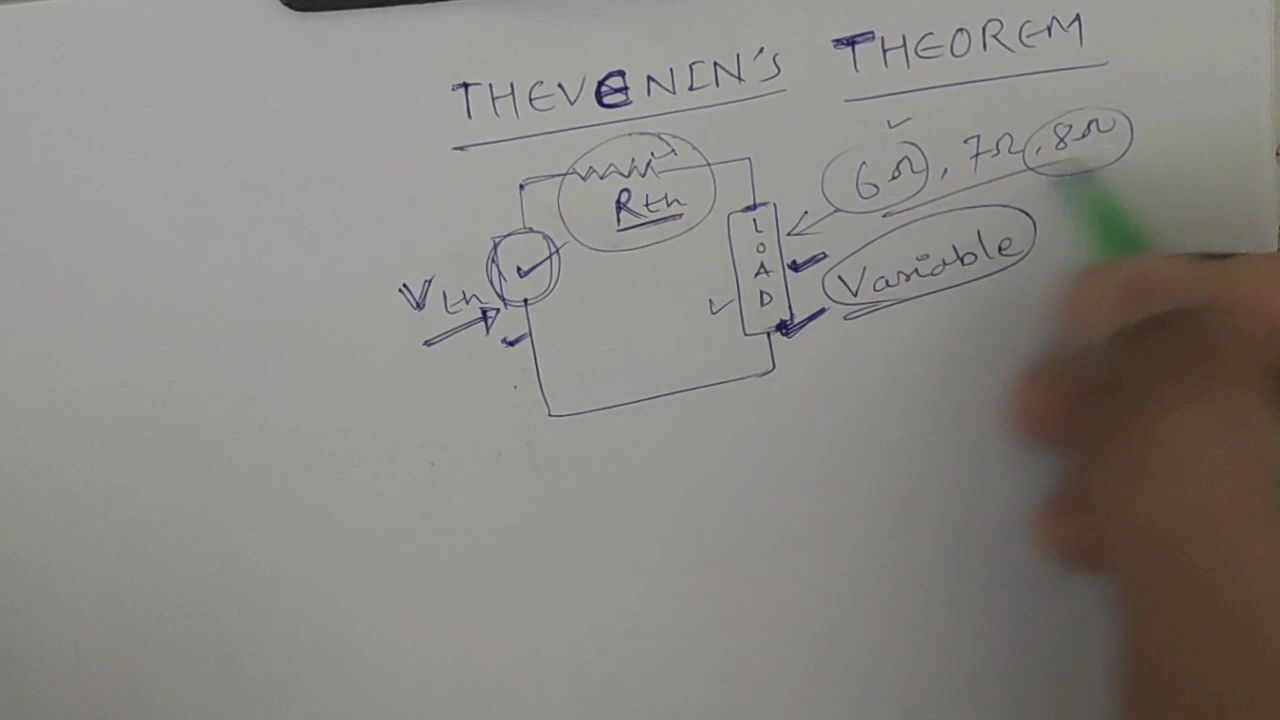 THEVENIN'S THEOREM
6Ω, 7Ω, 8Ω
Rth
LOAD
Variable
Vth